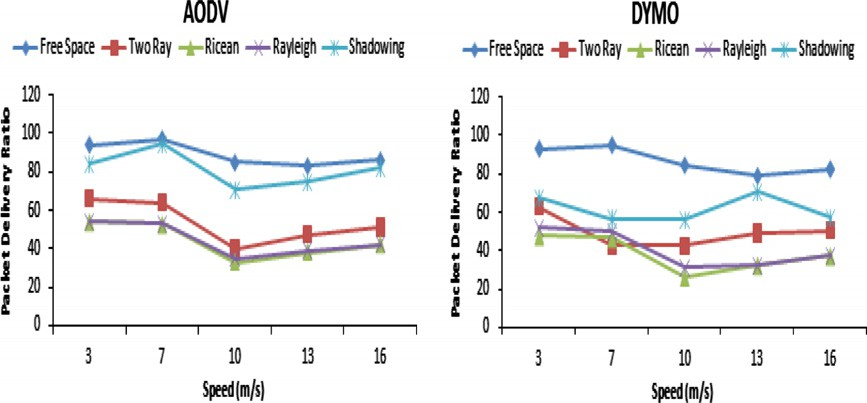 AODV
Free Space Two Ray Ricean Rayleigh Shadowing
Packet Delivery Ratio
120
100
80
60
40
20
0
3 7 10 13 16
Speed (m/s)
DYMO
Free Space Two Ray Ricean Rayleigh Shadowing
Packet Delivery Ratio
120
100
80
60
40
20
0
3 7 10 13 16
Speed (m/s)